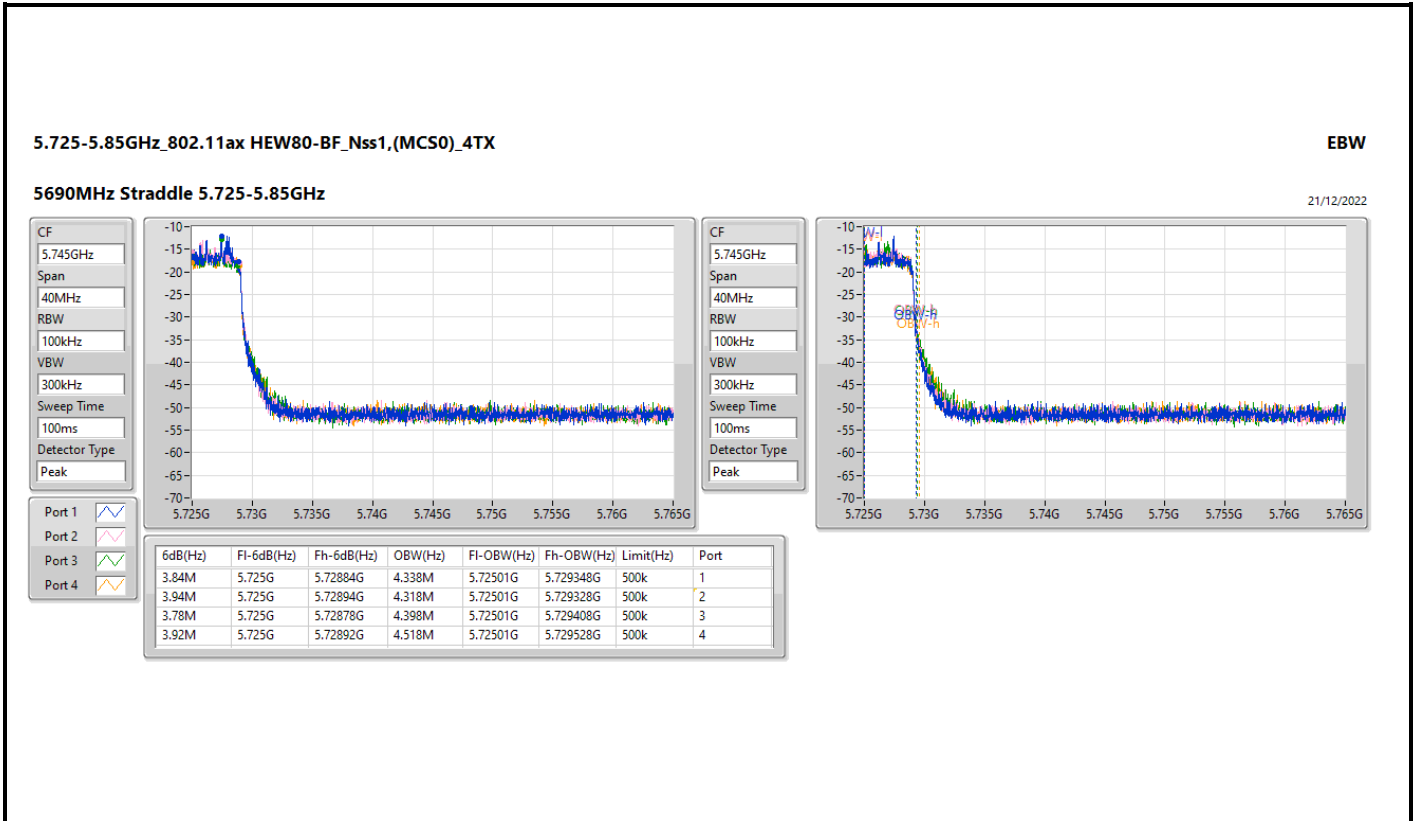 5.725-5.85GHz_802.11ax HEW80-BF_Nss1,(MCS0)_4TX
EBW
5690MHz Straddle 5.725-5.85GHz
21/12/2022
CF
5.745GHz
Span
40MHz
RBW
100kHz
VBW
300kHz
Sweep Time
100ms
Detector Type
Peak
-10
-15
-20
-25
-30
-35
-40
-45
-50
-55
-60
-65
-70
5.725G 5.73G 5.735G 5.74G 5.745G 5.75G 5.755G 5.76G 5.765G
CF
5.745GHz
Span
40MHz
RBW
100kHz
VBW
300kHz
Sweep Time
100ms
Detector Type
Peak
-10
-15
-20
-25
-30
-35
-40
-45
-50
-55
-60
-65
-70
W-l
OBW-h
OBW-h
5.725G 5.73G 5.735G 5.74G 5.745G 5.75G 5.755G 5.76G 5.765G
Port 1
Port 2
Port 3
Port 4
6dB(Hz) Fl-6dB(Hz) Fh-6dB(Hz) OBW(Hz) Fl-OBW(Hz) Fh-OBW(Hz) Limit(Hz) Port
3.84M 5.725G 5.72884G 4.338M 5.72501G 5.729348G 500k 1
3.94M 5.725G 5.72894G 4.318M 5.72501G 5.729328G 500k 2
3.78M 5.725G 5.72878G 4.398M 5.72501G 5.729408G 500k 3
3.92M 5.725G 5.72892G 4.518M 5.72501G 5.729528G 500k 4